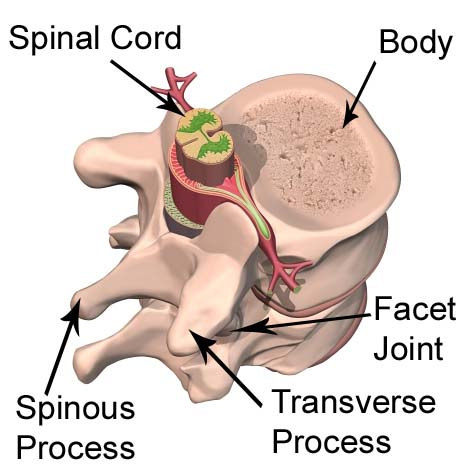 Spinal Cord
Body
Facet
Joint
Spinous
Process
Transverse
Process